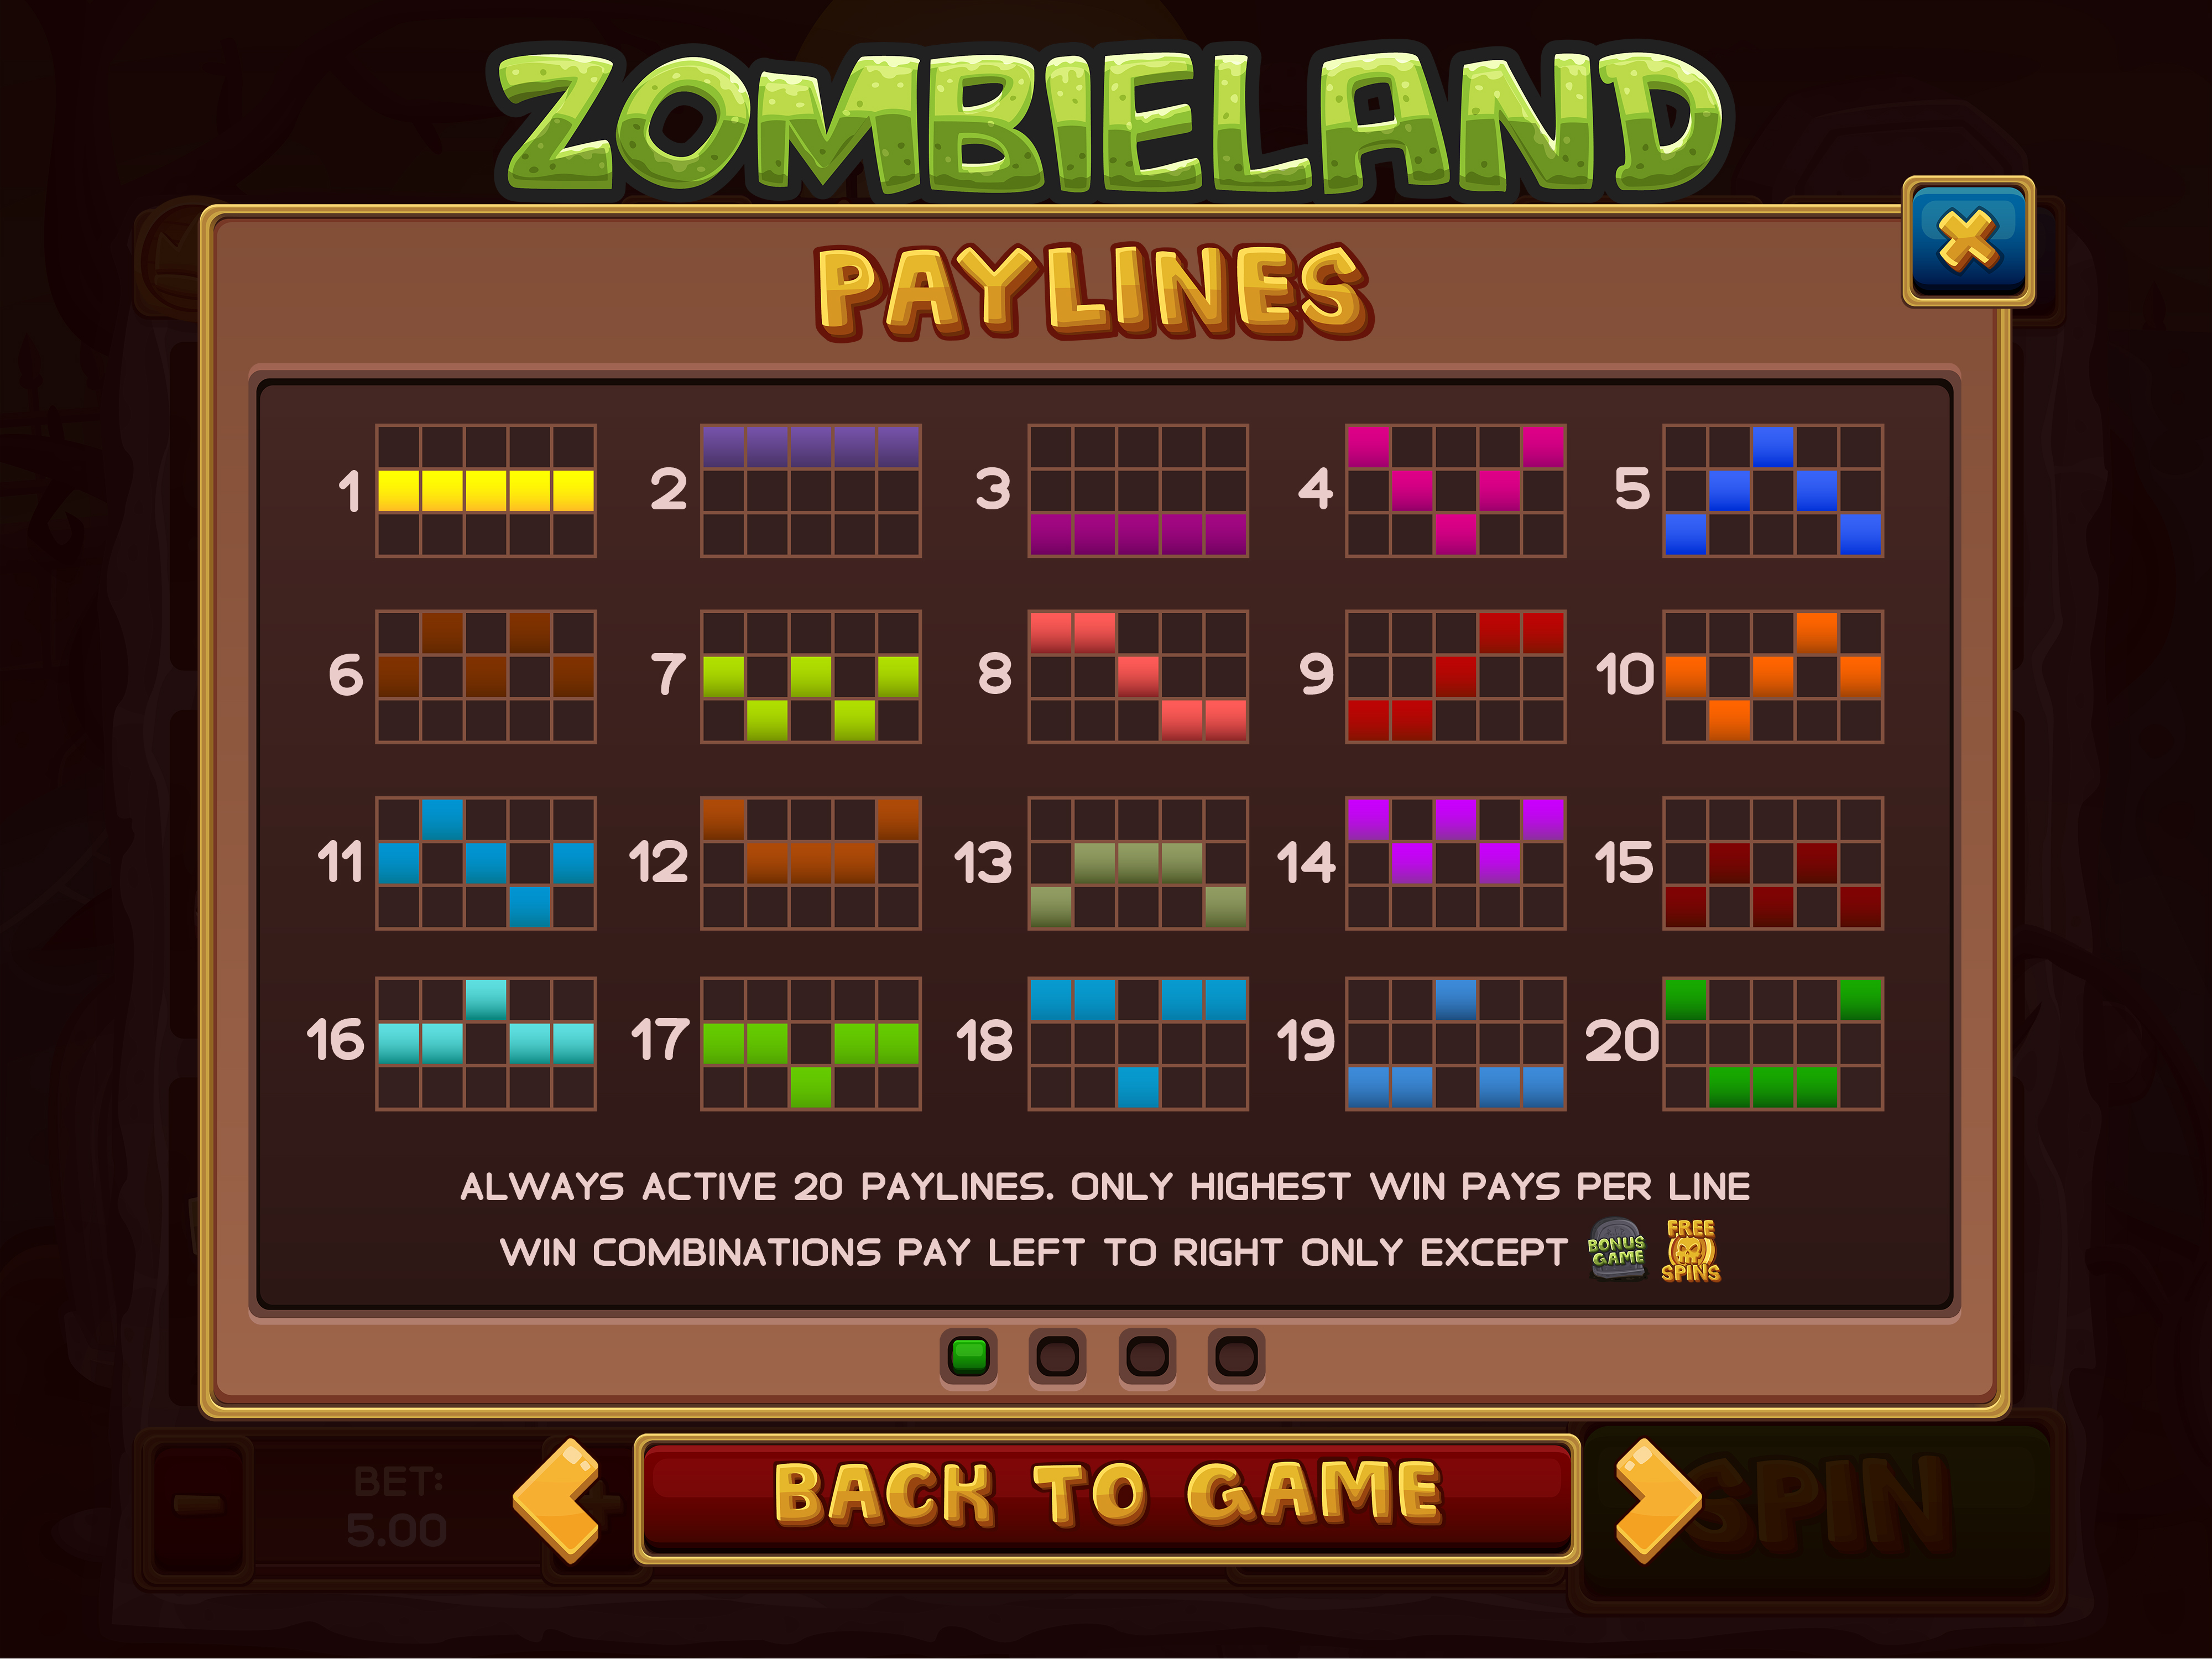 ZOMBIELAND
PAYLINES
1 2 3 4 5
6 7 8 9 10
11 12 13 14 15
16 17 18 19 20
ALWAYS ACTIVE 20 PAYLINES. ONLY HIGHEST WIN PAYS PER LINE
WIN COMBINATIONS PAY LEFT TO RIGHT ONLY EXCEPT BONUS GAME FREE SPINS
BET:
5.00
BACK TO GAME
SPIN